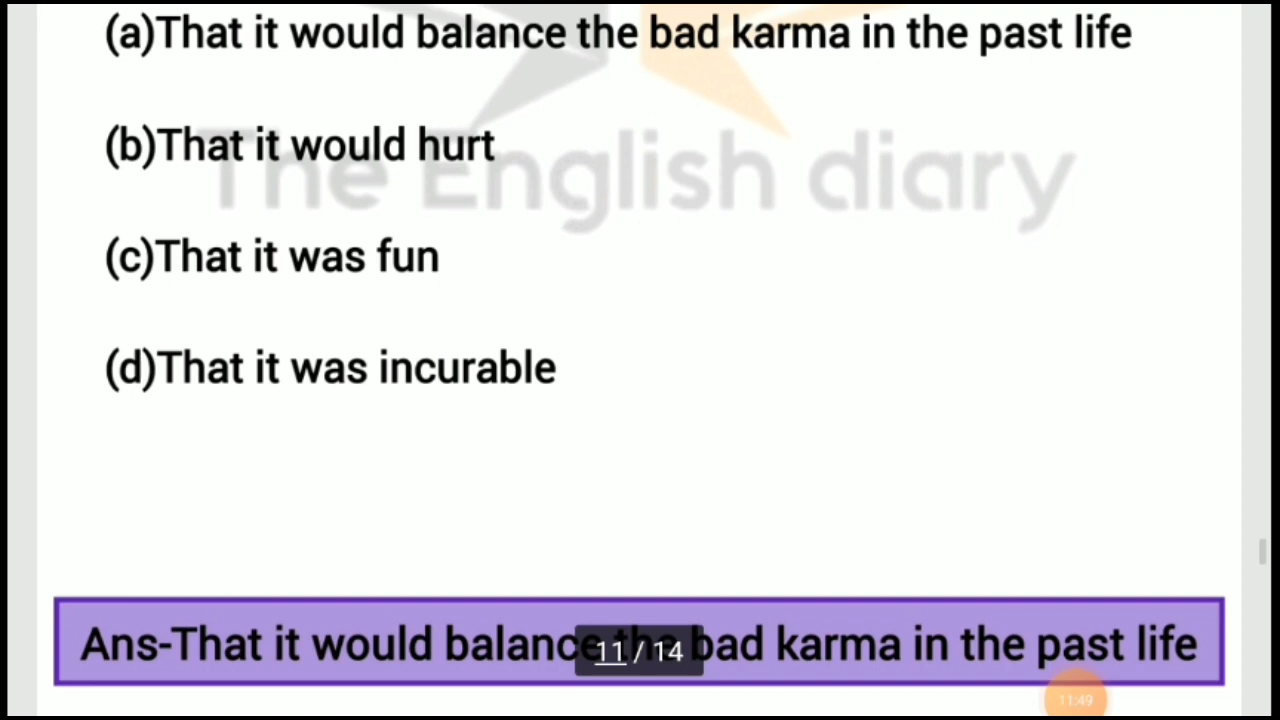 (a)That it would balance the bad karma in the past life
(b)That it would hurt
The English diary
(c)That it was fun
(d)That it was incurable
Ans-That it would balance the bad karma in the past life
11 / 14
11:49